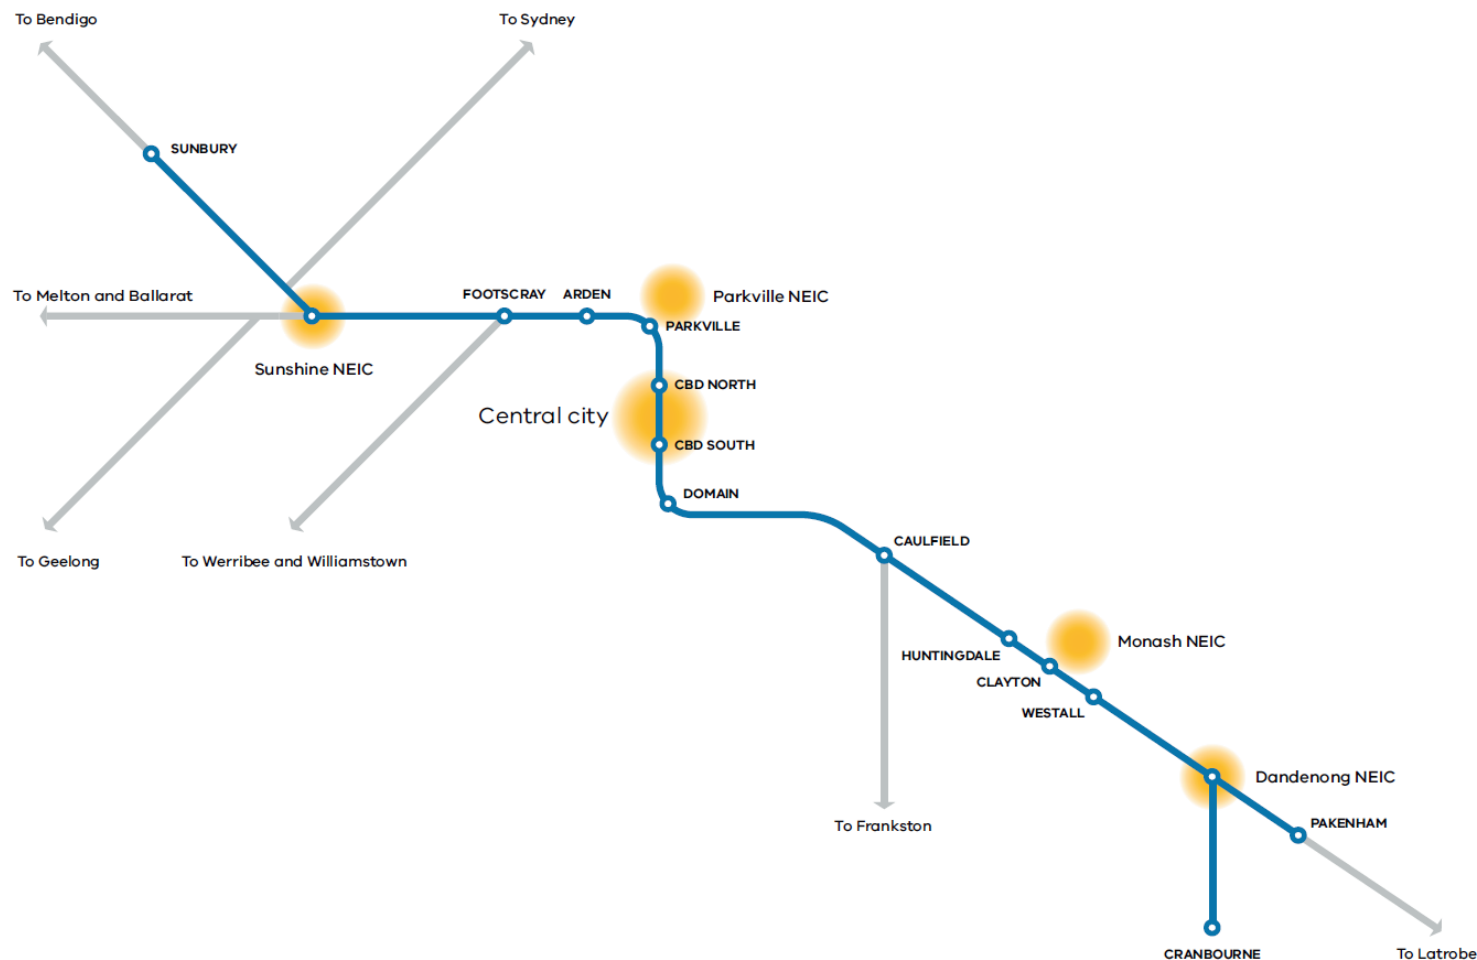 To Bendigo
To Sydney
SUNBURY
To Melton and Ballarat
FOOTSCRAY
ARDEN
Parkville NEIC
PARKVILLE
Sunshine NEIC
CBD NORTH
Central city
CBD SOUTH
DOMAIN
CAULFIELD
To Geelong
To Werribee and Williamstown
Monash NEIC
HUNTINGDALE
CLAYTON
WESTALL
Dandenong NEIC
To Frankston
PAKENHAM
CRANBOURNE
To Latrobe